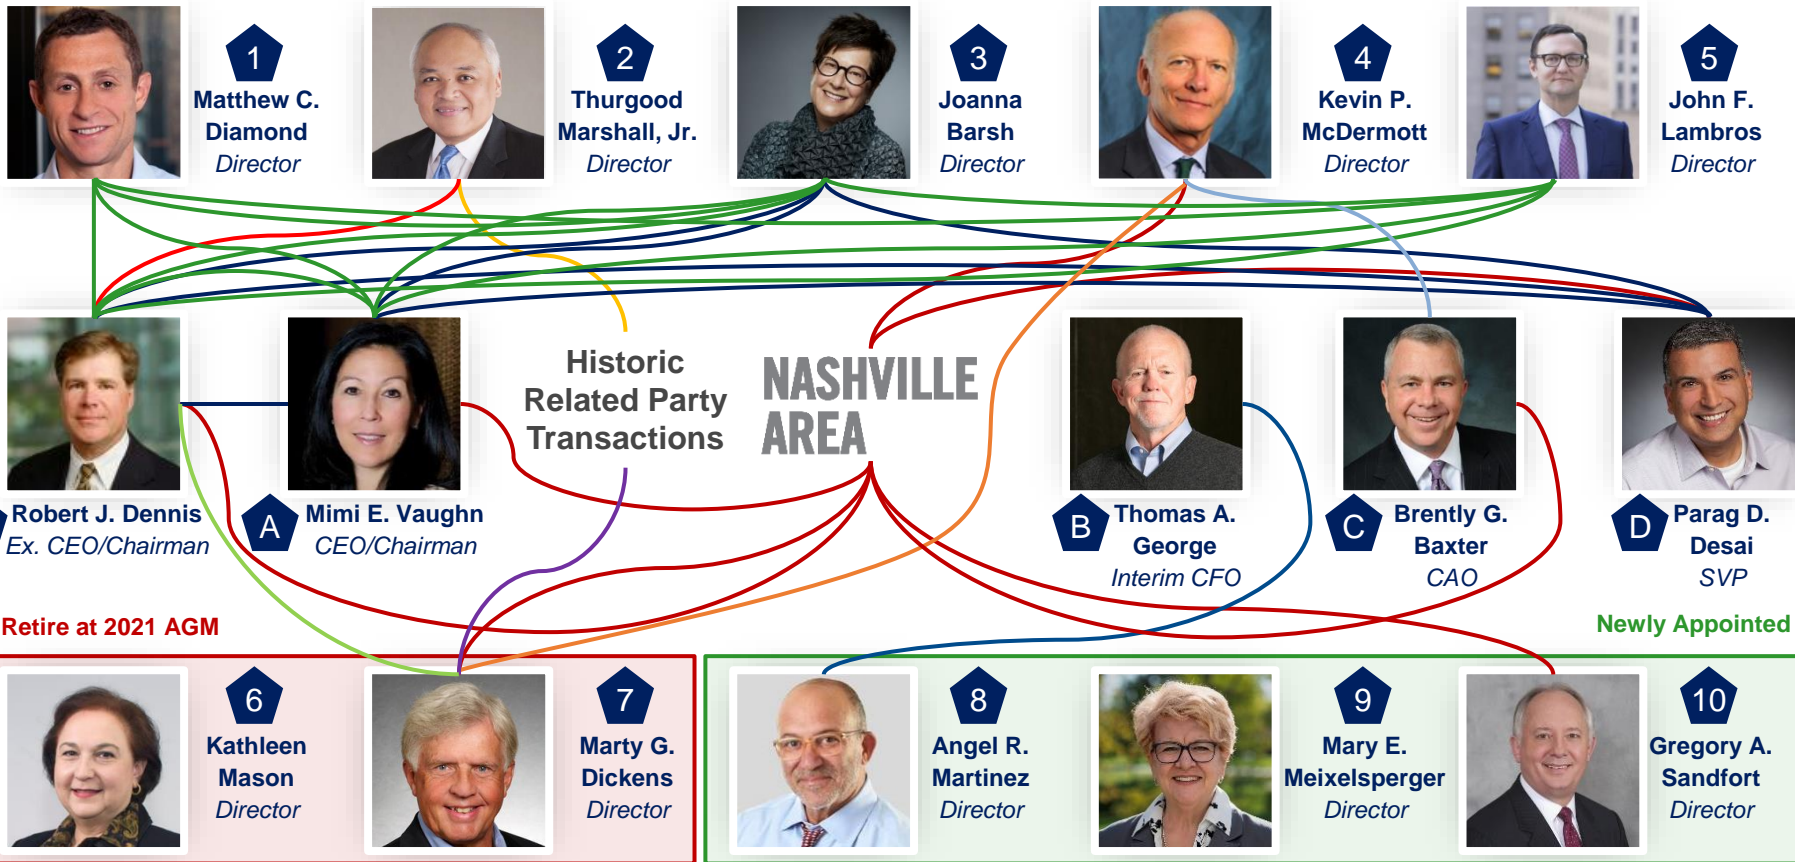 1
Matthew C.
Diamond
Director
2
Thurgood
Marshall, Jr.
Director
3
Joanna
Barsh
Director
4
Kevin P.
McDermott
Director
5
John F.
Lambros
Director
Robert J. Dennis
Ex. CEO/Chairman
A
Mimi E. Vaughn
CEO/Chairman
Historic
Related Party
Transactions
NASHVILLE
AREA
B
Thomas A.
George
Interim CFO
C
Brently G.
Baxter
CAO
D
Parag D.
Desai
SVP
Retire at 2021 AGM
Newly Appointed
6
Kathleen
Mason
Director
7
Marty G.
Dickens
Director
8
Angel R.
Martinez
Director
9
Mary E.
Meixelsperger
Director
10
Gregory A.
Sandfort
Director